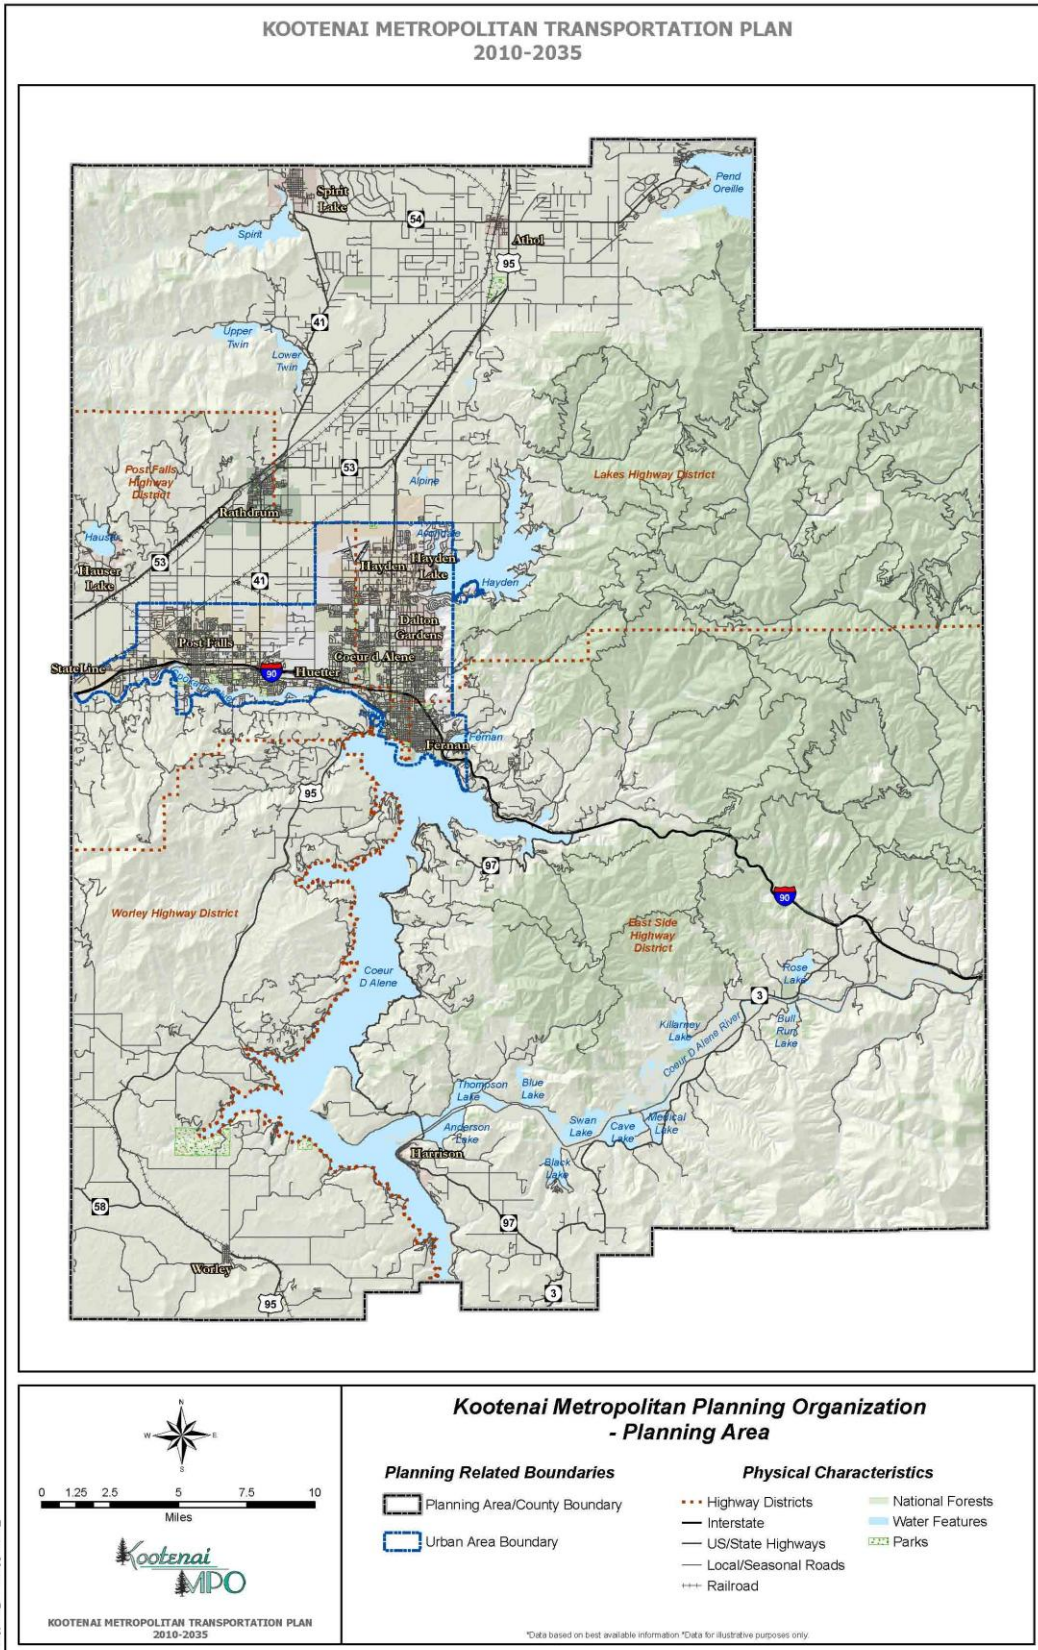 KOOTENAI METROPOLITAN TRANSPORTATION PLAN
2010-2035
Pend
Oreille
Spirit
Lake
54
Athol
Spirit
95
41
Upper
Twin
Lower
Twin
Post Falls
Highway
District
53
Lakes Highway District
Alpine
Rathdrum
Hauser
Avondale
53
Hauser
Lake
41
Hayden
Hayden
Lake
Hayden
Dalton
Gardens
Post Falls
Coeur d Alene
StateLine
90
Huetter
Fernan
Fernan
95
97
90
Worley Highway District
East Side
Highway
District
Coeur
D Alene
Rose
Lake
3
Killarney
Lake
Bull
Run
Lake
Coeur D Alene River
Thompson
Lake
Blue
Lake
Swan
Lake
Cave
Lake
Medical
Lake
Anderson
Lake
Harrison
Black
Lake
58
97
Worley
95
3
N
W
E
S
0 1.25 2.5 5 7.5 10
Miles
Kootenai
MPO
KOOTENAI METROPOLITAN TRANSPORTATION PLAN
2010-2035
Kootenai Metropolitan Planning Organization
- Planning Area
Planning Related Boundaries
Planning Area/County Boundary
Urban Area Boundary
Physical Characteristics
Highway Districts
Interstate
US/State Highways
Local/Seasonal Roads
Railroad
National Forests
Water Features
Parks
*Data based on best available information *Data for illustrative purposes only.